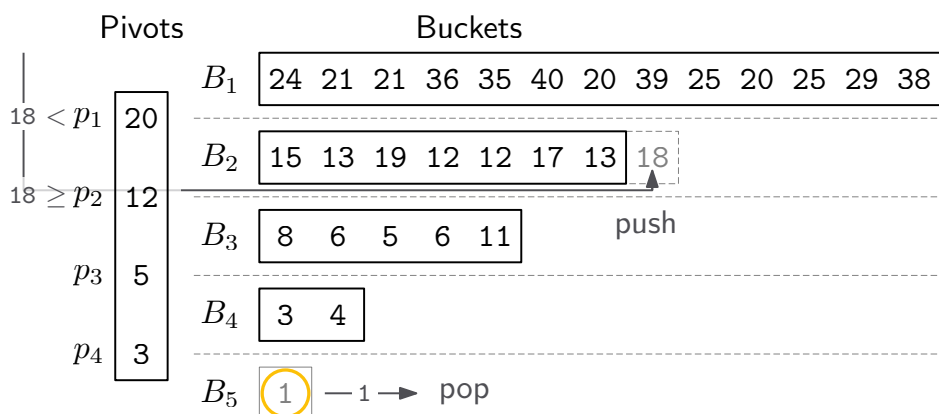 Pivots Buckets
B₁ 24 21 21 36 35 40 20 39 25 20 25 29 38
18 < p₁ 20
B₂ 15 13 19 12 12 17 13 18
18 ≥ p₂ 12
push
B₃ 8 6 5 6 11
p₃ 5
B₄ 3 4
p₄ 3
B₅ 1 1 pop